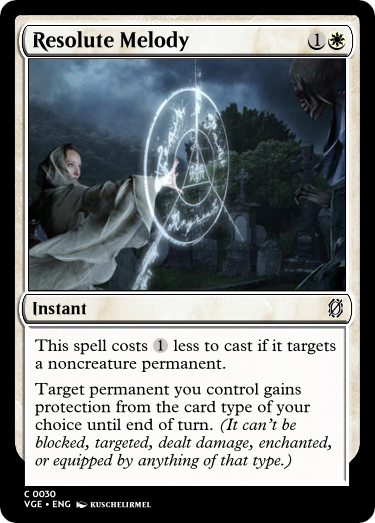 Resolute Melody
1
Instant
This spell costs 1 less to cast if it targets
a noncreature permanent.
Target permanent you control gains
protection from the card type of your
choice until end of turn. (It can't be
blocked, targeted, dealt damage, enchanted,
or equipped by anything of that type.)
C 0030
VGE • ENG KUSCHELIRMEL